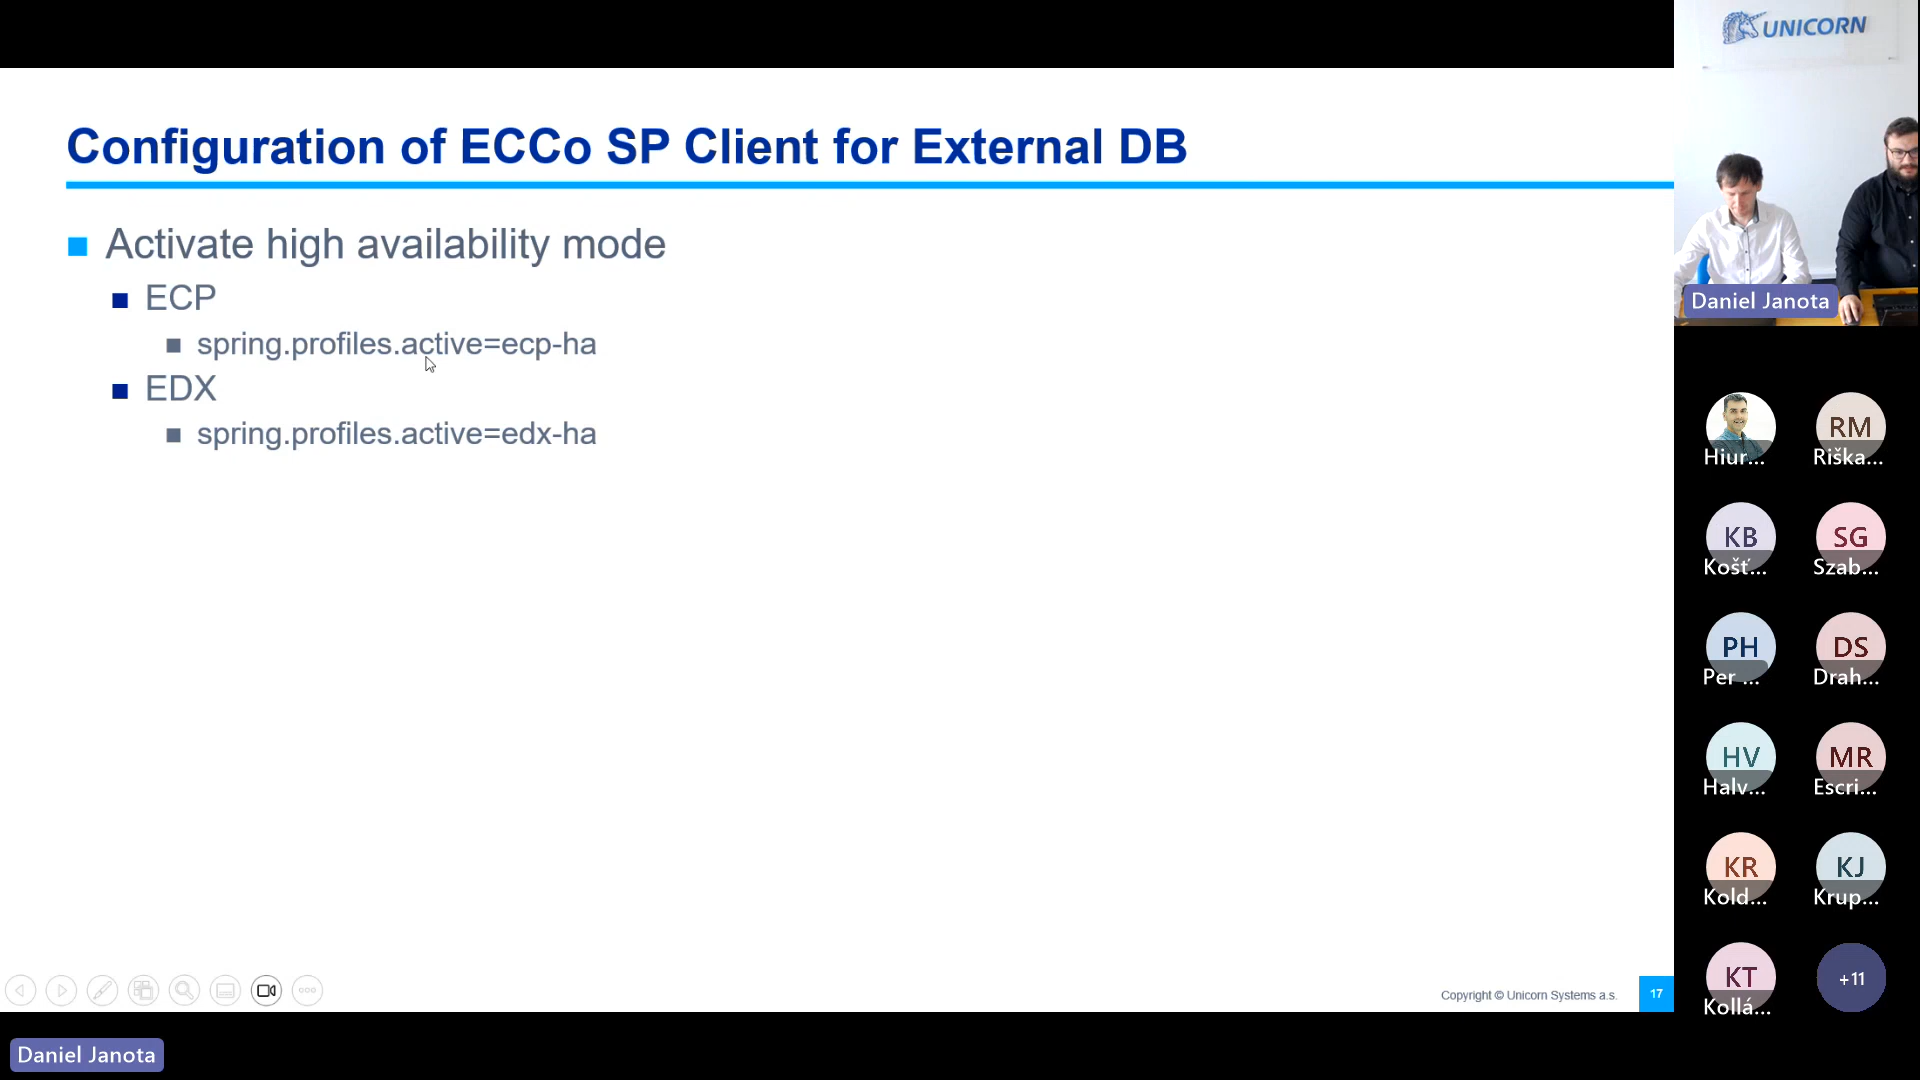 UNICORN
Configuration of ECCo SP Client for External DB
Activate high availability mode
ECP
spring.profiles.active=ecp-ha
EDX
spring.profiles.active=edx-ha
Daniel Janota
Hiur...
RM
Riška...
KB
Košť...
SG
Szab...
PH
Per ...
DS
Drah...
HV
Halv...
MR
Escri...
KR
Kold...
KJ
Krup...
KT
Kollá...
+11
Copyright © Unicorn Systems a.s.
17
Daniel Janota